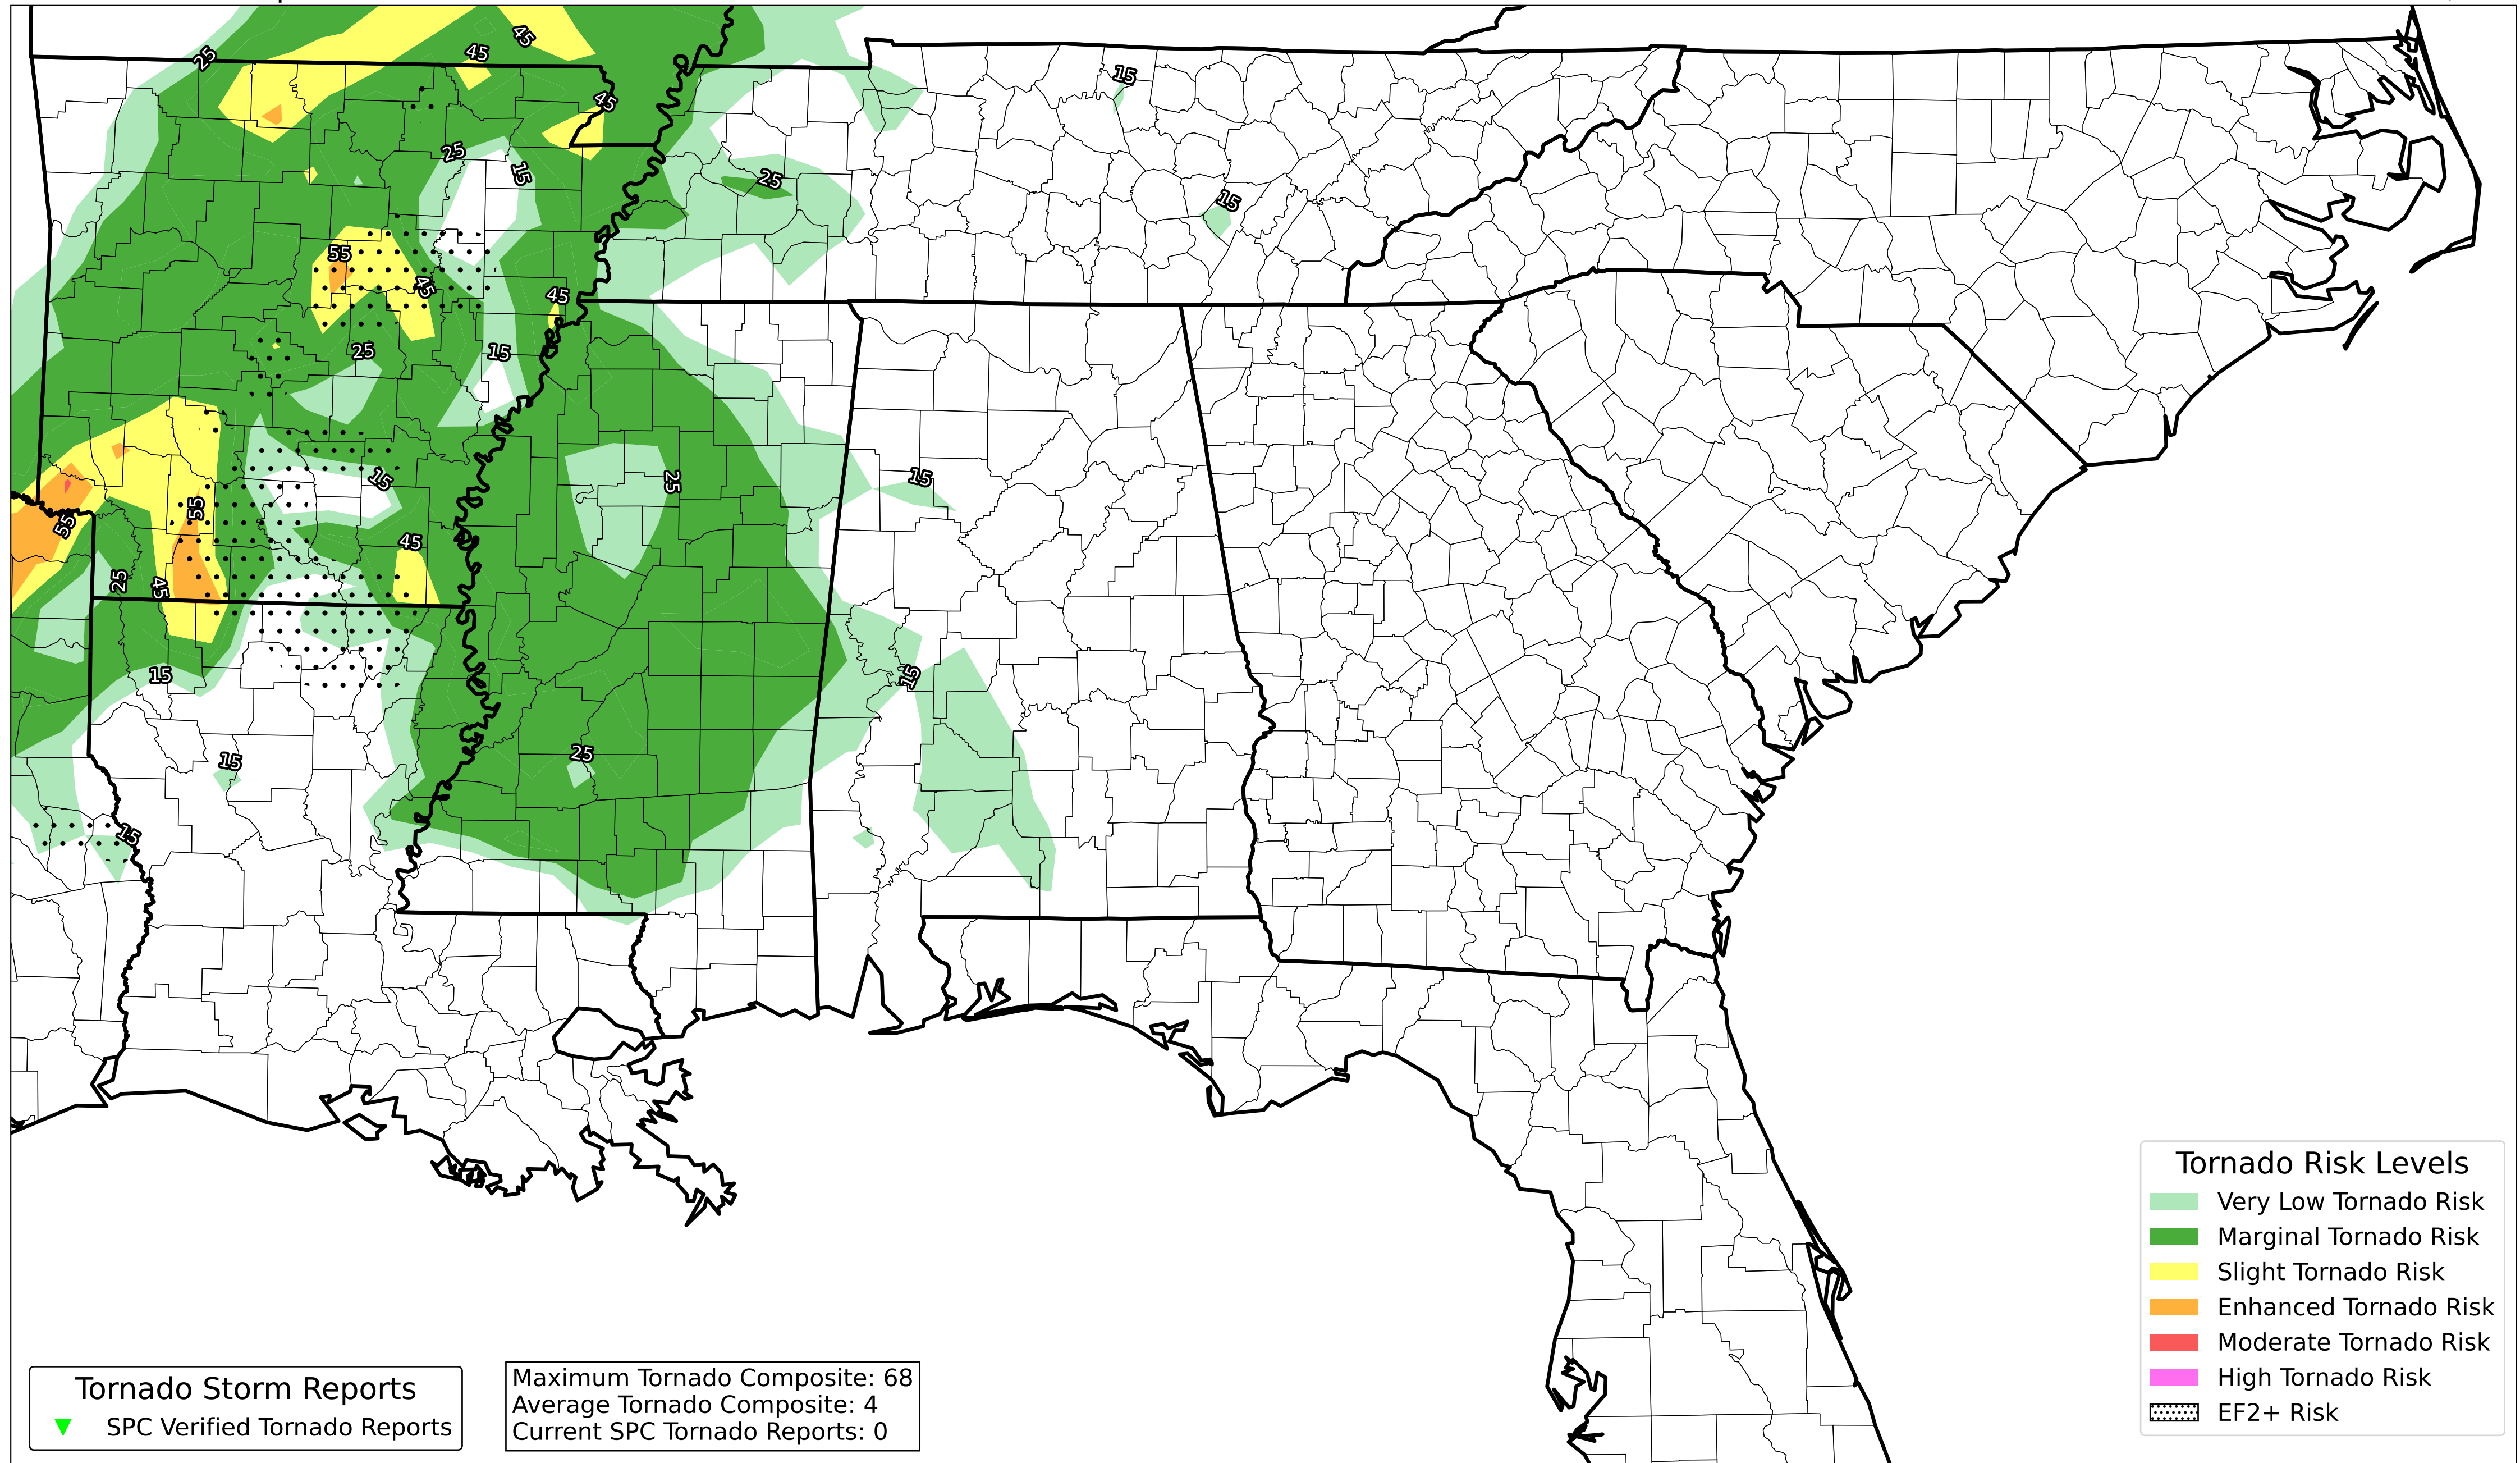 25
45
45
45
15
25
15
25
15
55
45
45
25
15
15
25
15
55
55
45
25
45
15
15
25
15
15
Tornado Risk Levels
Very Low Tornado Risk
Marginal Tornado Risk
Slight Tornado Risk
Enhanced Tornado Risk
Moderate Tornado Risk
High Tornado Risk
EF2+ Risk
Tornado Storm Reports
SPC Verified Tornado Reports
Maximum Tornado Composite: 68
Average Tornado Composite: 4
Current SPC Tornado Reports: 0